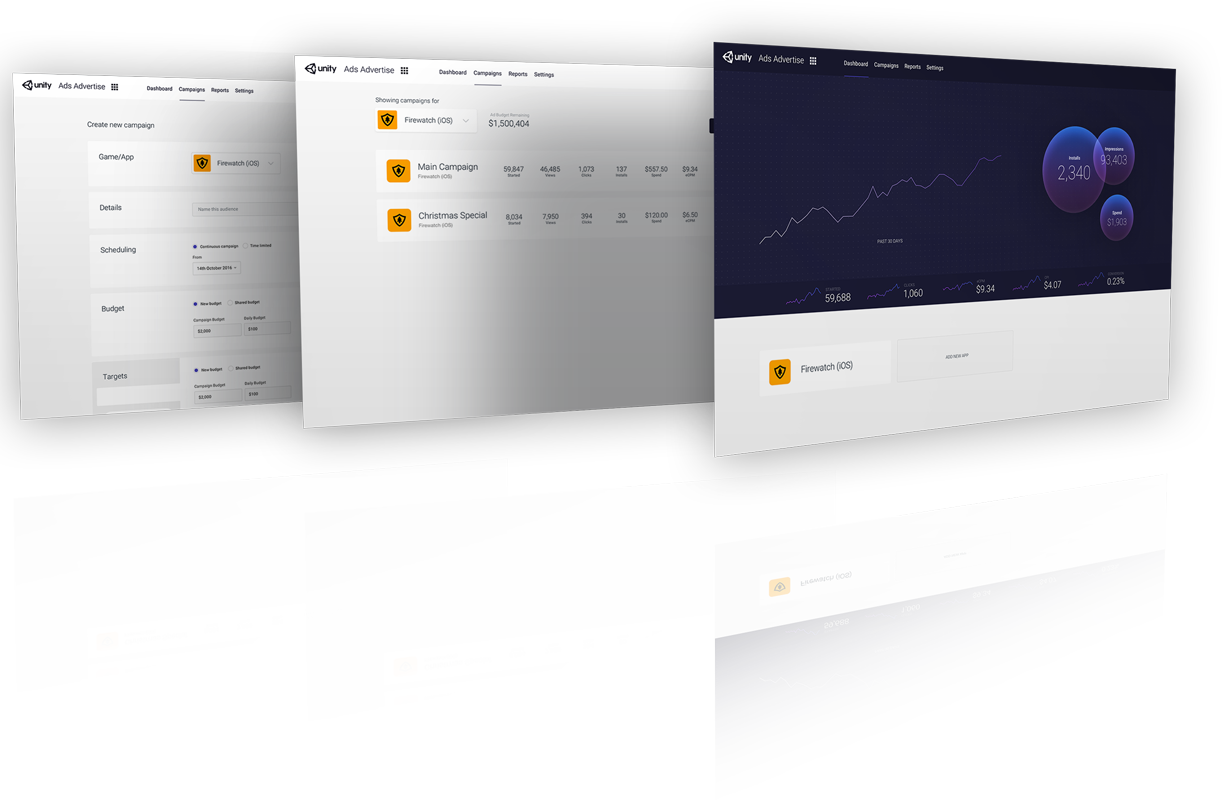 unity Ads Advertise Dashboard Campaigns Reports Settings
Create new campaign
Game/App Firewatch (iOS)
Details Name this audience
Scheduling Continuous campaign Time limited
From
14th October 2016
Budget New budget Shared budget
Campaign Budget Daily Budget
$2,000 $100
Targets New budget Shared budget
Campaign Budget Daily Budget
$2,000 $100
unity Ads Advertise Dashboard Campaigns Reports Settings
Showing campaigns for
Firewatch (iOS)
Ad Budget Remaining
$1,500,404
Main Campaign 59,847 46,485 1,073 137 $557.50 $9.34
Firewatch (iOS) Started Views Clicks Installs Spend eCPM
Christmas Special 8,034 7,950 394 30 $120.00 $6.50
Firewatch (iOS) Started Views Clicks Installs Spend eCPM
unity Ads Advertise Dashboard Campaigns Reports Settings
Installs
2,340
Impressions
93,403
Spend
$1,903
PAST 30 DAYS
STARTED
59,688
1,060
$9.34
$4.07
0.23%
Firewatch (iOS)
ADD NEW APP